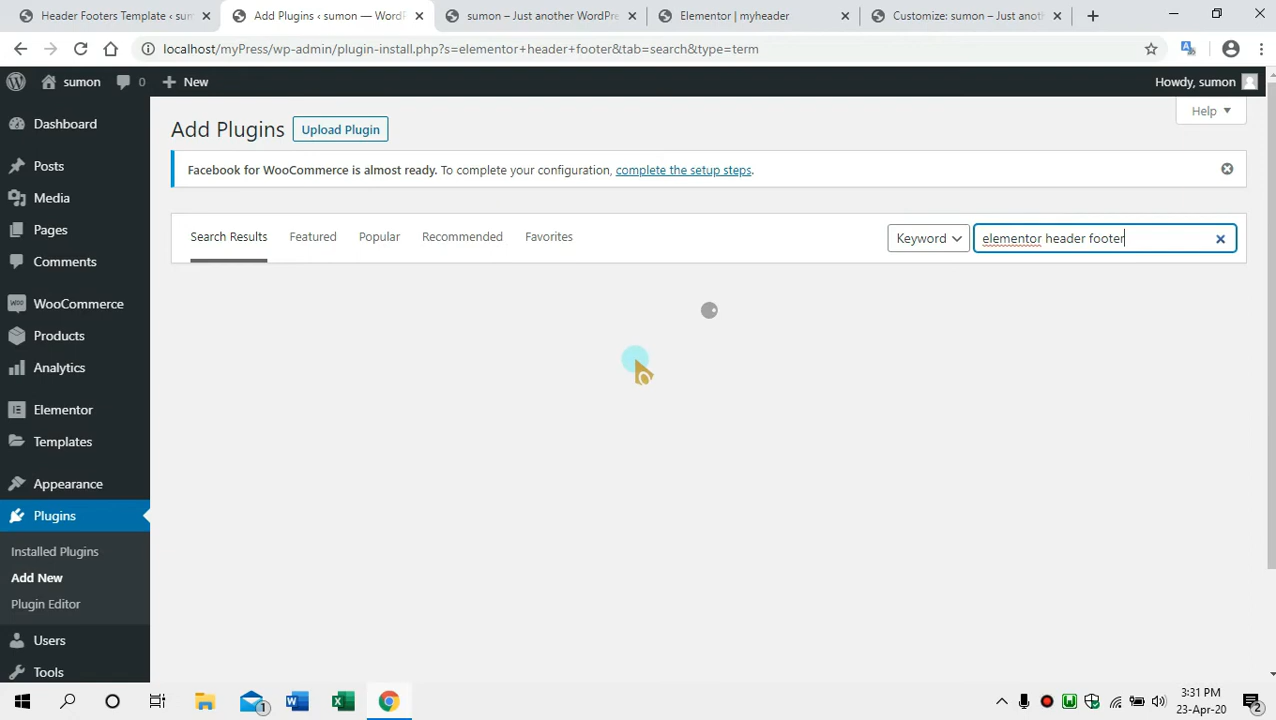 Header Footers Template ‹ sum
Add Plugins ‹ sumon — WordP
sumon – Just another WordPre
Elementor | myheader
Customize: sumon – Just anot
localhost/myPress/wp-admin/plugin-install.php?s=elementor+header+footer&tab=search&type=term
sumon
0
New
Howdy, sumon
Dashboard
Posts
Media
Pages
Comments
WooCommerce
Products
Analytics
Elementor
Templates
Appearance
Plugins
Installed Plugins
Add New
Plugin Editor
Users
Tools
Add Plugins
Upload Plugin
Help
Facebook for WooCommerce is almost ready. To complete your configuration, complete the setup steps.
Search Results
Featured
Popular
Recommended
Favorites
Keyword
elementor header footer
3:31 PM
23-Apr-20
1
2